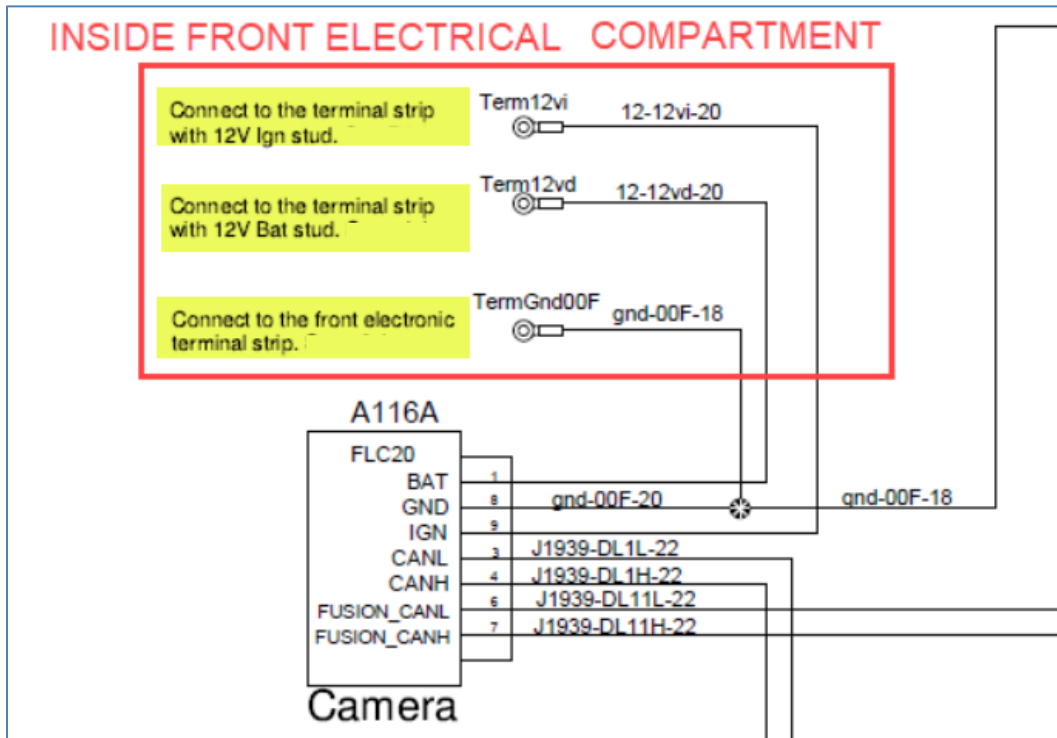 INSIDE FRONT ELECTRICAL COMPARTMENT
Connect to the terminal strip
with 12V Ign stud.
Term12vi
12-12vi-20
Connect to the terminal strip
with 12V Bat stud.
Term12vd
12-12vd-20
Connect to the front electronic
terminal strip.
TermGnd00F
gnd-00F-18
A116A
FLC20
BAT 1
GND 8 gnd-00F-20 gnd-00F-18
IGN 9
CANL 3 J1939-DL1L-22
CANH 4 J1939-DL1H-22
FUSION_CANL 6 J1939-DL11L-22
FUSION_CANH 7 J1939-DL11H-22
Camera